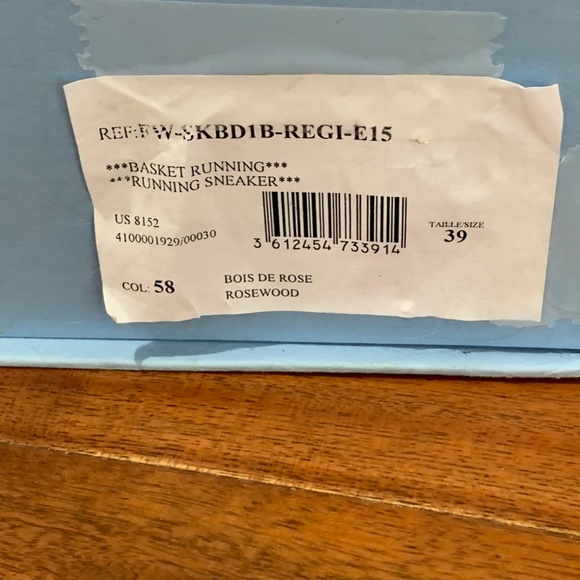 REF:FW-SKBD1B-REGI-E15
***BASKET RUNNING***
***RUNNING SNEAKER***
US 8152
4100001929/00030
3 612454 733914
TAILLE/SIZE
39
COL: 58
BOIS DE ROSE
ROSEWOOD